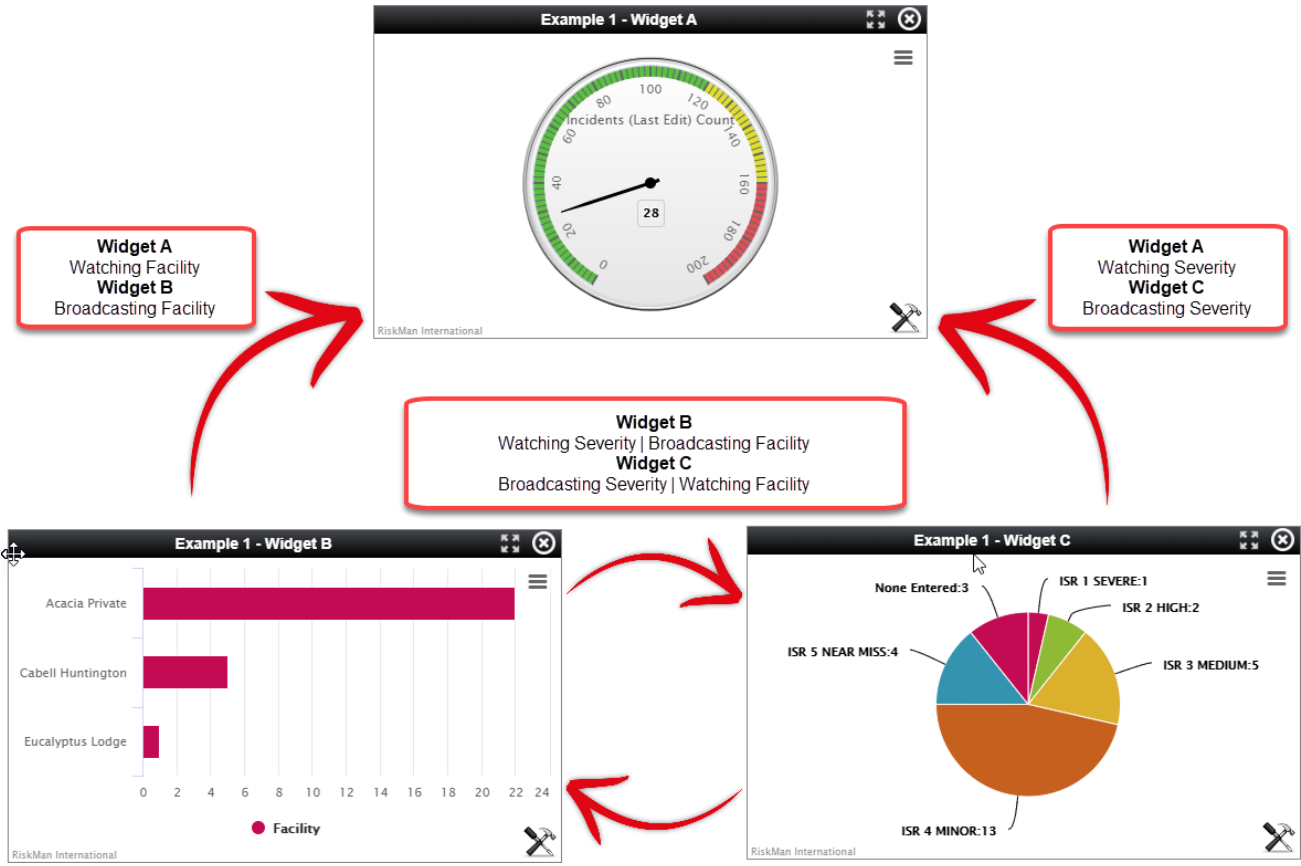 Example 1 - Widget A
0
20
40
60
80
100
120
140
160
180
200
Incidents (Last Edit) Count
28
RiskMan International
Widget A
Watching Facility
Widget B
Broadcasting Facility
Widget A
Watching Severity
Widget C
Broadcasting Severity
Widget B
Watching Severity | Broadcasting Facility
Widget C
Broadcasting Severity | Watching Facility
Example 1 - Widget B
Acacia Private
Cabell Huntington
Eucalyptus Lodge
0 2 4 6 8 10 12 14 16 18 20 22 24
Facility
RiskMan International
Example 1 - Widget C
None Entered:3
ISR 1 SEVERE:1
ISR 2 HIGH:2
ISR 5 NEAR MISS:4
ISR 3 MEDIUM:5
ISR 4 MINOR:13
RiskMan International